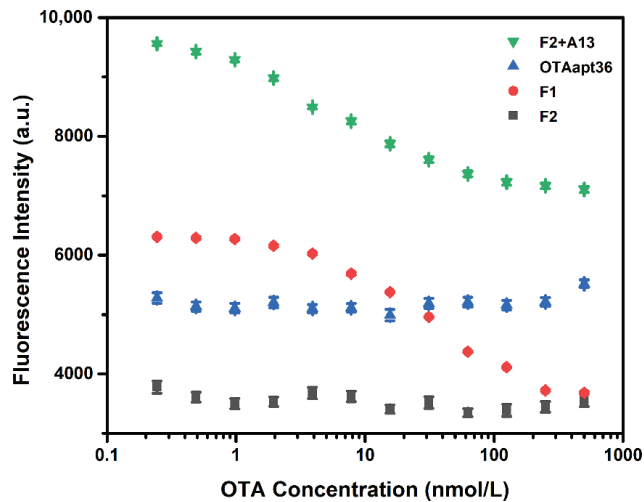 10,000
8000
6000
4000
Fluorescence Intensity (a.u.)
F2+A13
OTAapt36
F1
F2
0.1 1 10 100 1000
OTA Concentration (nmol/L)